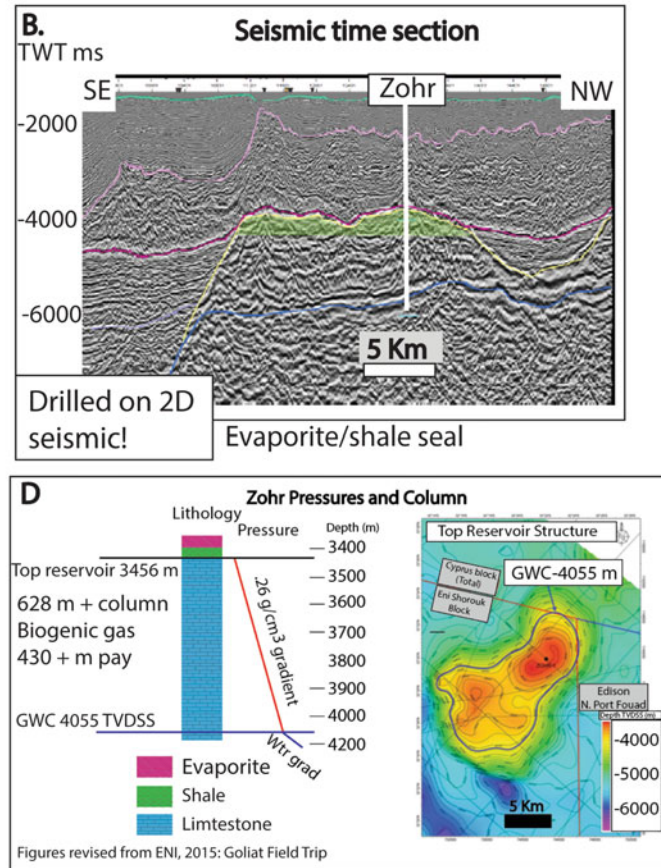 B.
Seismic time section
TWT ms
SE
Zohr
NW
-2000
-4000
-6000
5 Km
Drilled on 2D
seismic!
Evaporite/shale seal
D
Zohr Pressures and Column
Lithology
Pressure
Depth (m)
Top reservoir 3456 m
628 m + column
Biogenic gas
430 + m pay
GWC 4055 TVDSS
.26 g/cm3 gradient
Wtr grad
3400
3500
3600
3700
3800
3900
4000
4200
Evaporite
Shale
Limtestone
Figures revised from ENI, 2015: Goliat Field Trip
Top Reservoir Structure
GWC-4055 m
Cyprus block
(Total)
Eni Shorouk
Block
Edison
N. Port Fouad
Depth TVDSS (m)
-4000
-5000
-6000
5 Km